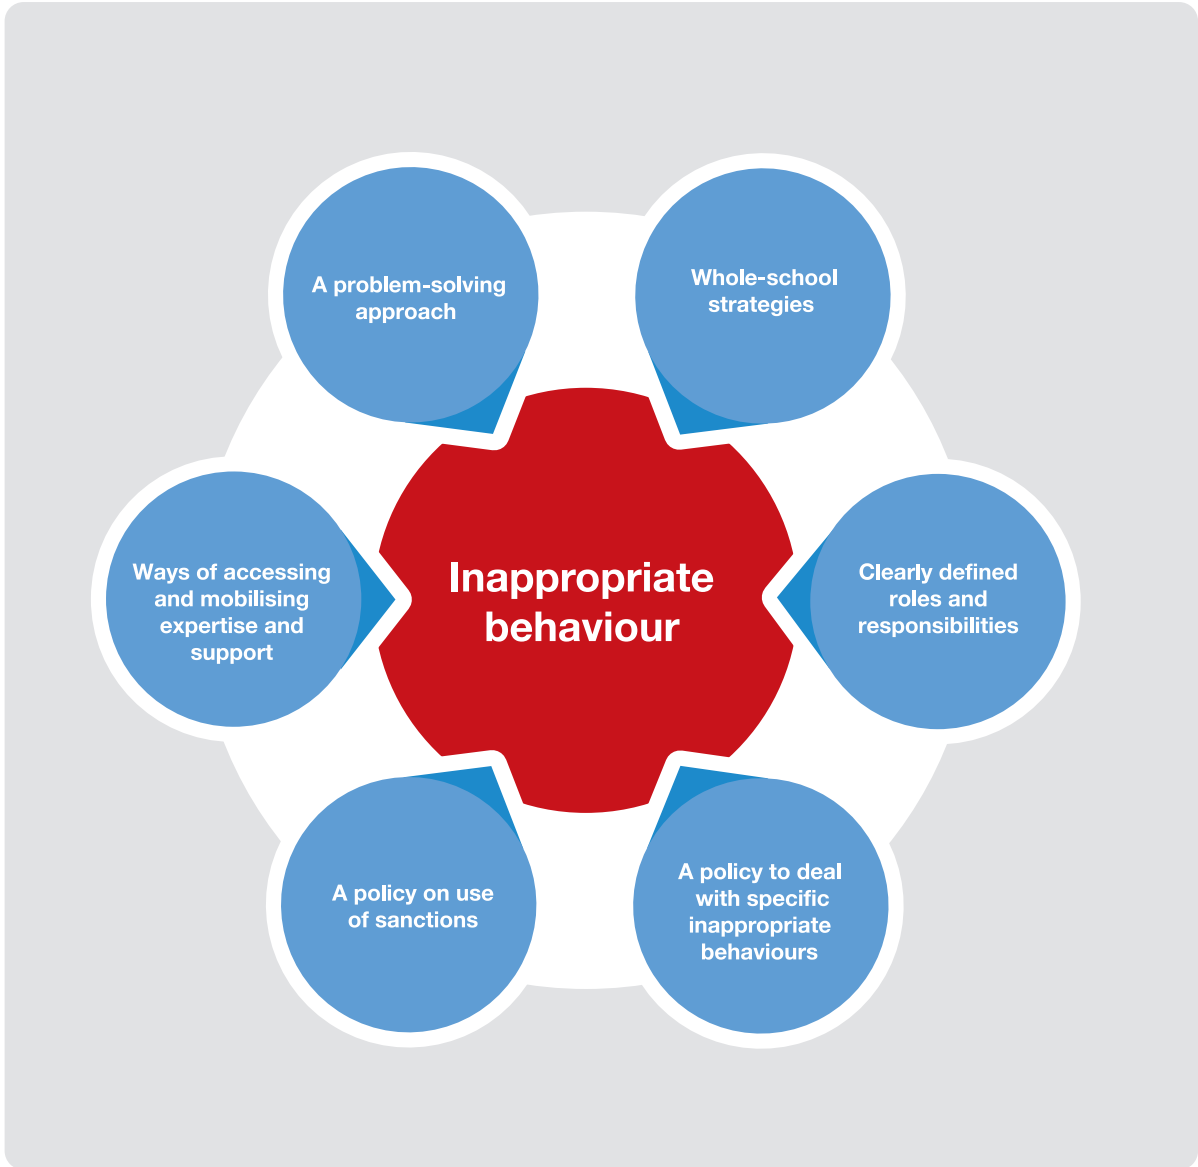 A problem-solving
approach
Whole-school
strategies
Ways of accessing
and mobilising
expertise and
support
Inappropriate
behaviour
Clearly defined
roles and
responsibilities
A policy on use
of sanctions
A policy to deal
with specific
inappropriate
behaviours